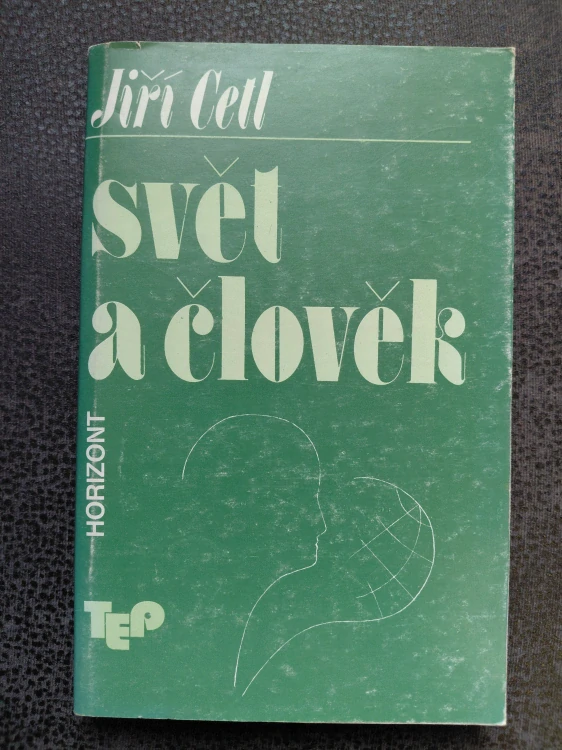 Jiří Cetl
svět
a člověk
HORIZONT
TEP